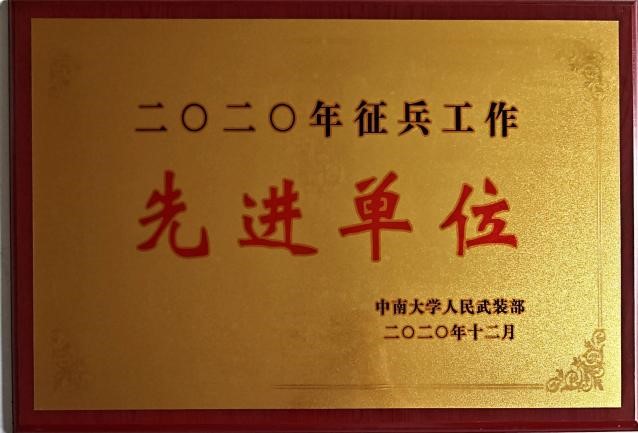 二〇二〇年征兵工作
先进单位
中南大学人民武装部
二〇二〇年十二月